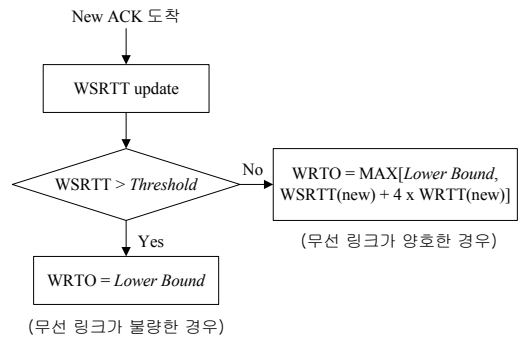 New ACK 도착
WSRTT update
WSRTT > Threshold
No
WRTO = MAX[Lower Bound,
WSRTT(new) + 4 x WRTT(new)]
(무선 링크가 양호한 경우)
Yes
WRTO = Lower Bound
(무선 링크가 불량한 경우)